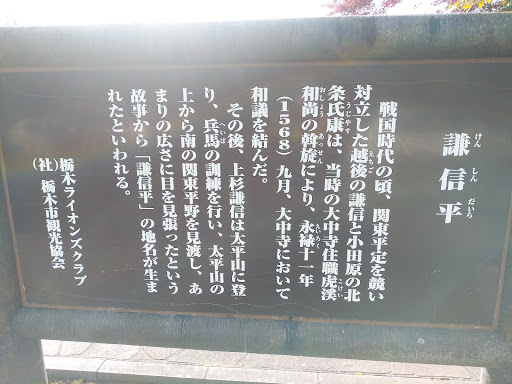 謙信平
けんしんだいら
戦国時代の頃、関東平定を競い
対立した越後の謙信と小田原の北
条氏康は、当時の大中寺住職虎渓
和尚の斡旋により、永禄十一年
(1568)九月、大中寺において
和議を結んだ。
その後、上杉謙信は太平山に登
り、兵馬の訓練を行い、太平山の
上から南の関東平野を見渡し、あ
まりの広さに目を見張ったという
故事から「謙信平」の地名が生ま
れたといわれる。
栃木ライオンズクラブ
(社)栃木市観光協会